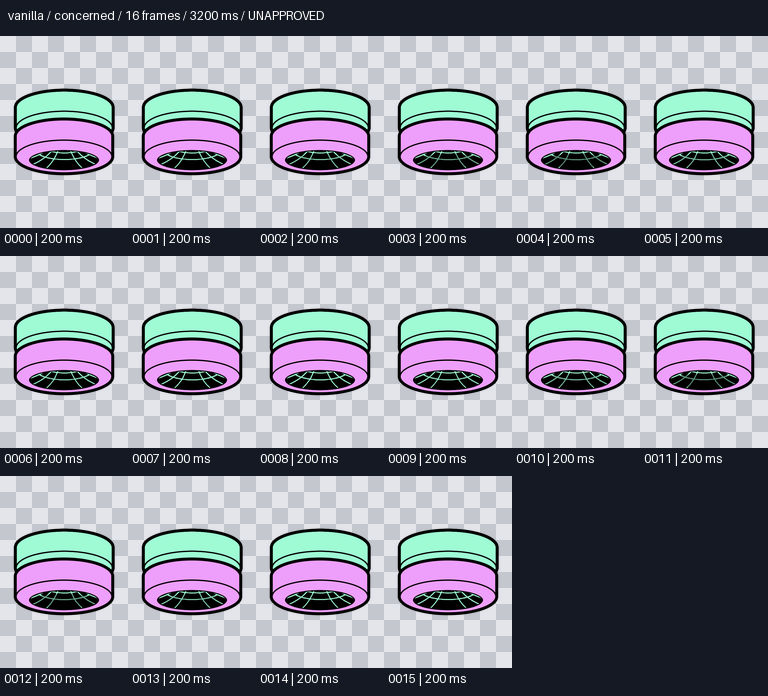 vanilla / concerned / 16 frames / 3200 ms / UNAPPROVED
0000 | 200 ms 0001 | 200 ms 0002 | 200 ms 0003 | 200 ms 0004 | 200 ms 0005 | 200 ms
0006 | 200 ms 0007 | 200 ms 0008 | 200 ms 0009 | 200 ms 0010 | 200 ms 0011 | 200 ms
0012 | 200 ms 0013 | 200 ms 0014 | 200 ms 0015 | 200 ms